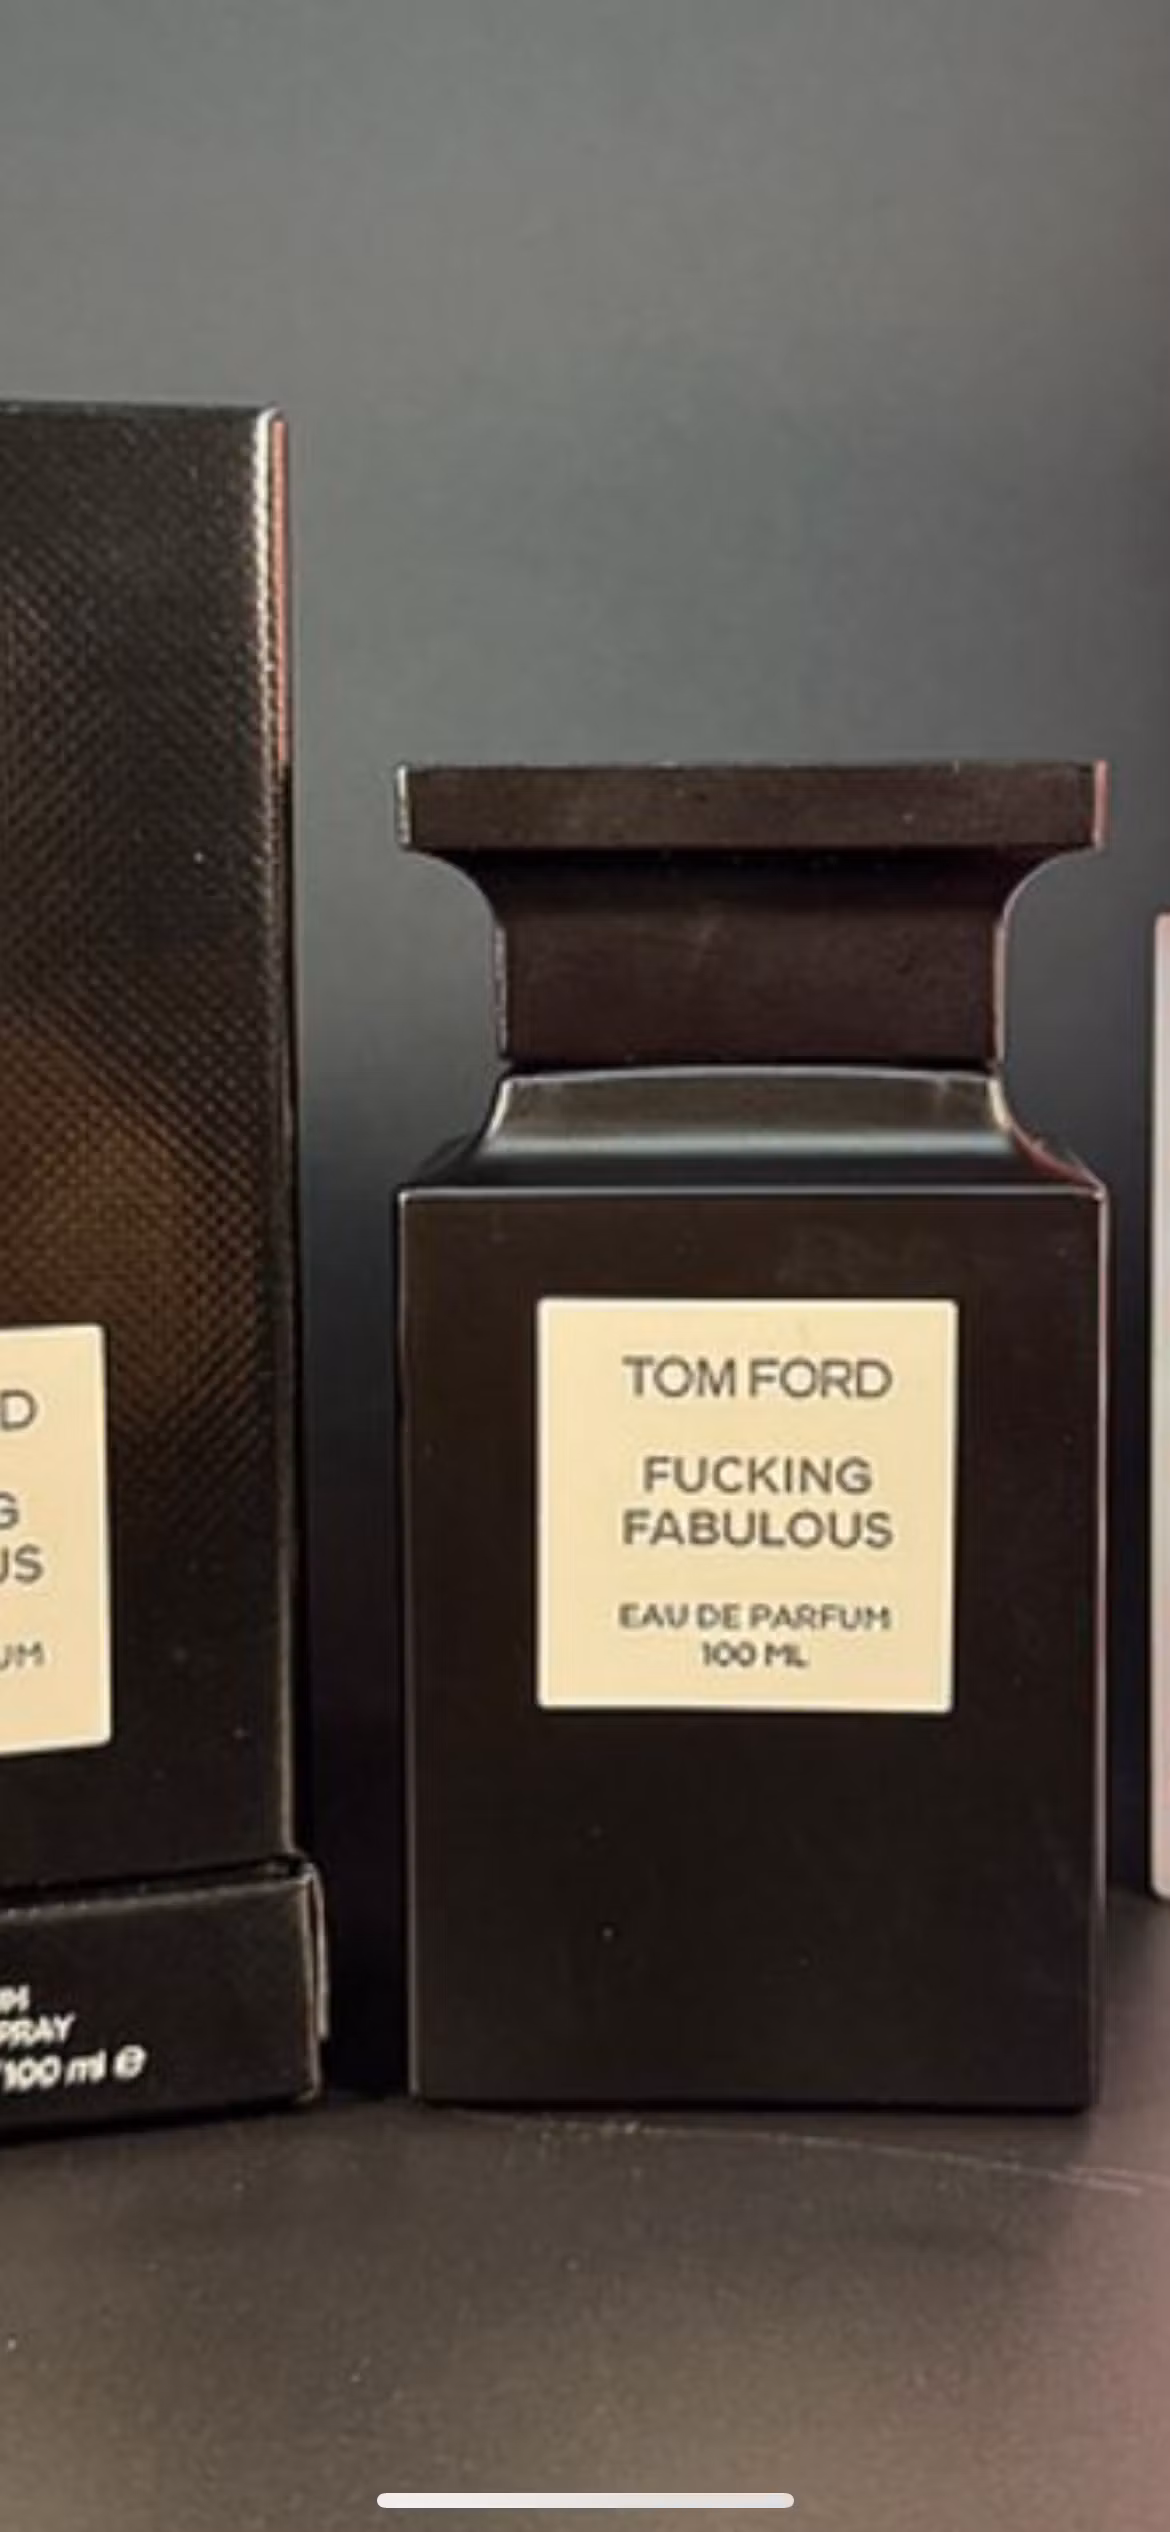 D
G
US
UM
PRAY
100 ml e
TOM FORD
FUCKING
FABULOUS
EAU DE PARFUM
100 ML